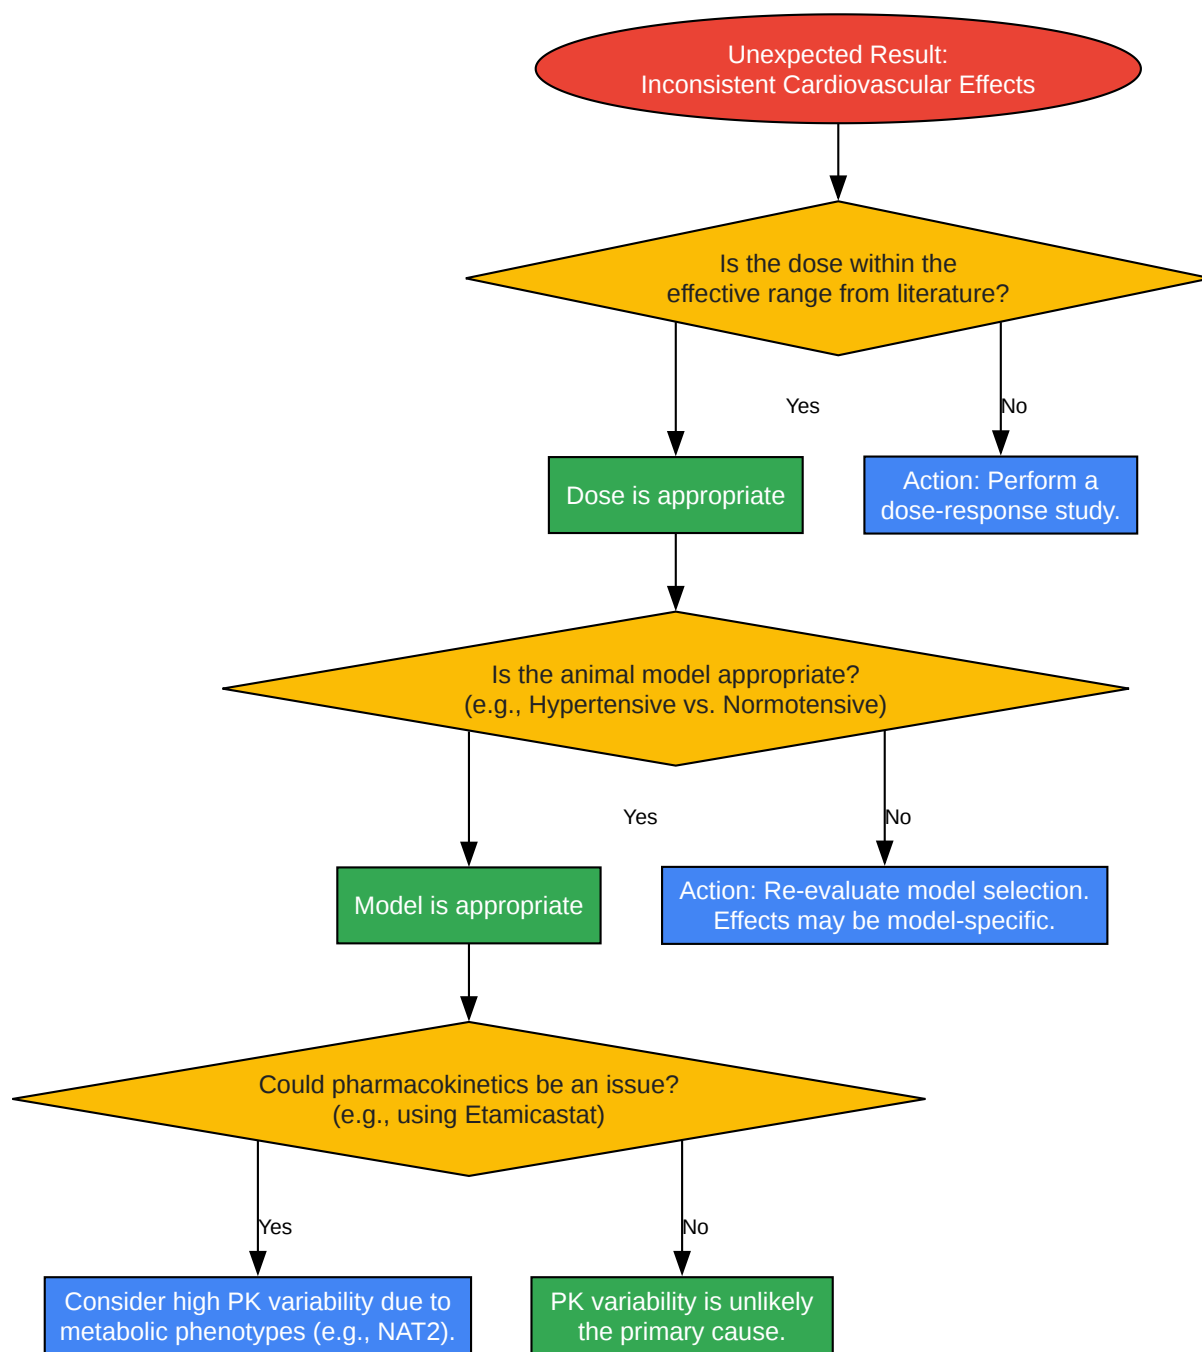 Unexpected Result:
Inconsistent Cardiovascular Effects
Is the dose within the
effective range from literature?
Yes
No
Dose is appropriate
Action: Perform a
dose-response study.
Is the animal model appropriate?
(e.g., Hypertensive vs. Normotensive)
Yes
No
Model is appropriate
Action: Re-evaluate model selection.
Effects may be model-specific.
Could pharmacokinetics be an issue?
(e.g., using Etamicastat)
Yes
No
Consider high PK variability due to
metabolic phenotypes (e.g., NAT2).
PK variability is unlikely
the primary cause.